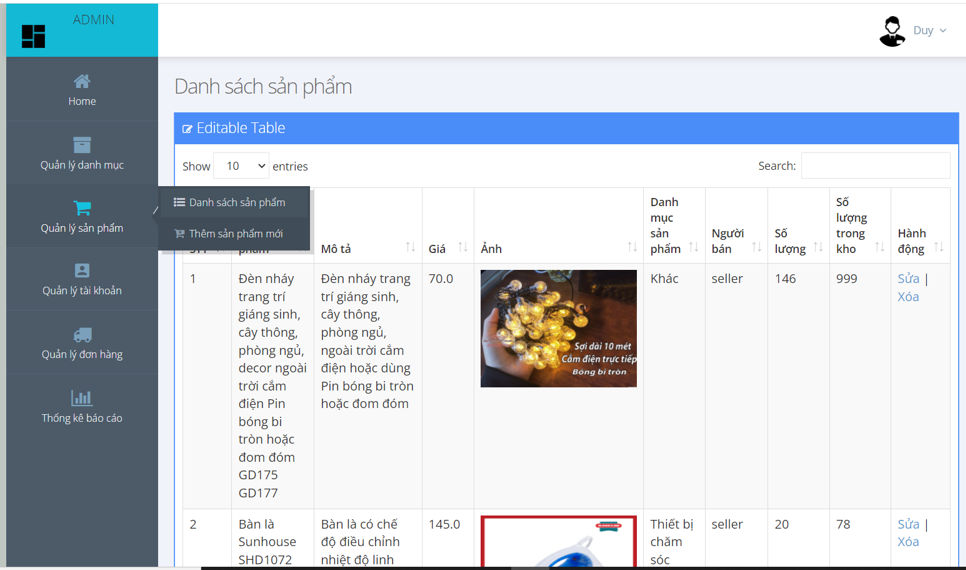 ADMIN
Duy
Home
Quản lý danh mục
Quản lý sản phẩm
Danh sách sản phẩm
Thêm sản phẩm mới
Quản lý tài khoản
Quản lý đơn hàng
Thống kê báo cáo
Danh sách sản phẩm
Editable Table
Show 10 entries
Search:
Mô tả
Giá
Ảnh
Danh
mục
sản
phẩm
Người
bán
Số
lượng
Số
lượng
trong
kho
Hành
động
1
Đèn nháy
trang trí
giáng sinh,
cây thông,
phòng ngủ,
decor ngoài
trời cắm
điện Pin
bóng bi
tròn hoặc
đom đóm
GD175
GD177
Đèn nháy trang
trí giáng sinh,
cây thông,
phòng ngủ,
ngoài trời cắm
điện hoặc dùng
Pin bóng bi tròn
hoặc đom đóm
70.0
Sợi dài 10 mét
Cắm điện trực tiếp
Bóng bi tròn
Khác
seller
146
999
Sửa |
Xóa
2
Bàn là
Sunhouse
SHD1072
Bàn là có chế
độ điều chỉnh
nhiệt độ linh
145.0
Thiết bị
chăm
sóc
seller
20
78
Sửa |
Xóa